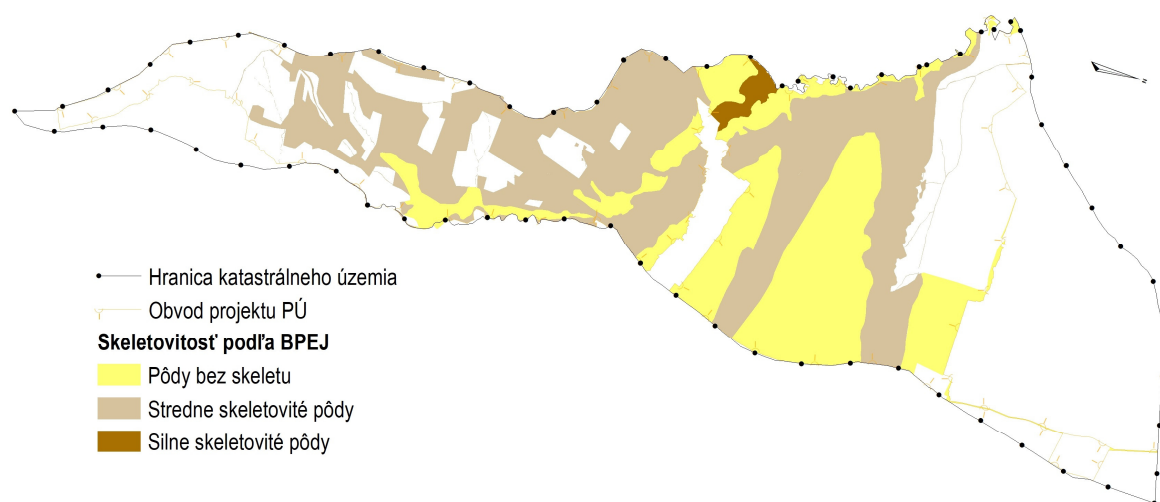 N
Hranica katastrálneho územia
Obvod projektu PÚ
Skeletovitosť podľa BPEJ
Pôdy bez skeletu
Stredne skeletovité pôdy
Silne skeletovité pôdy